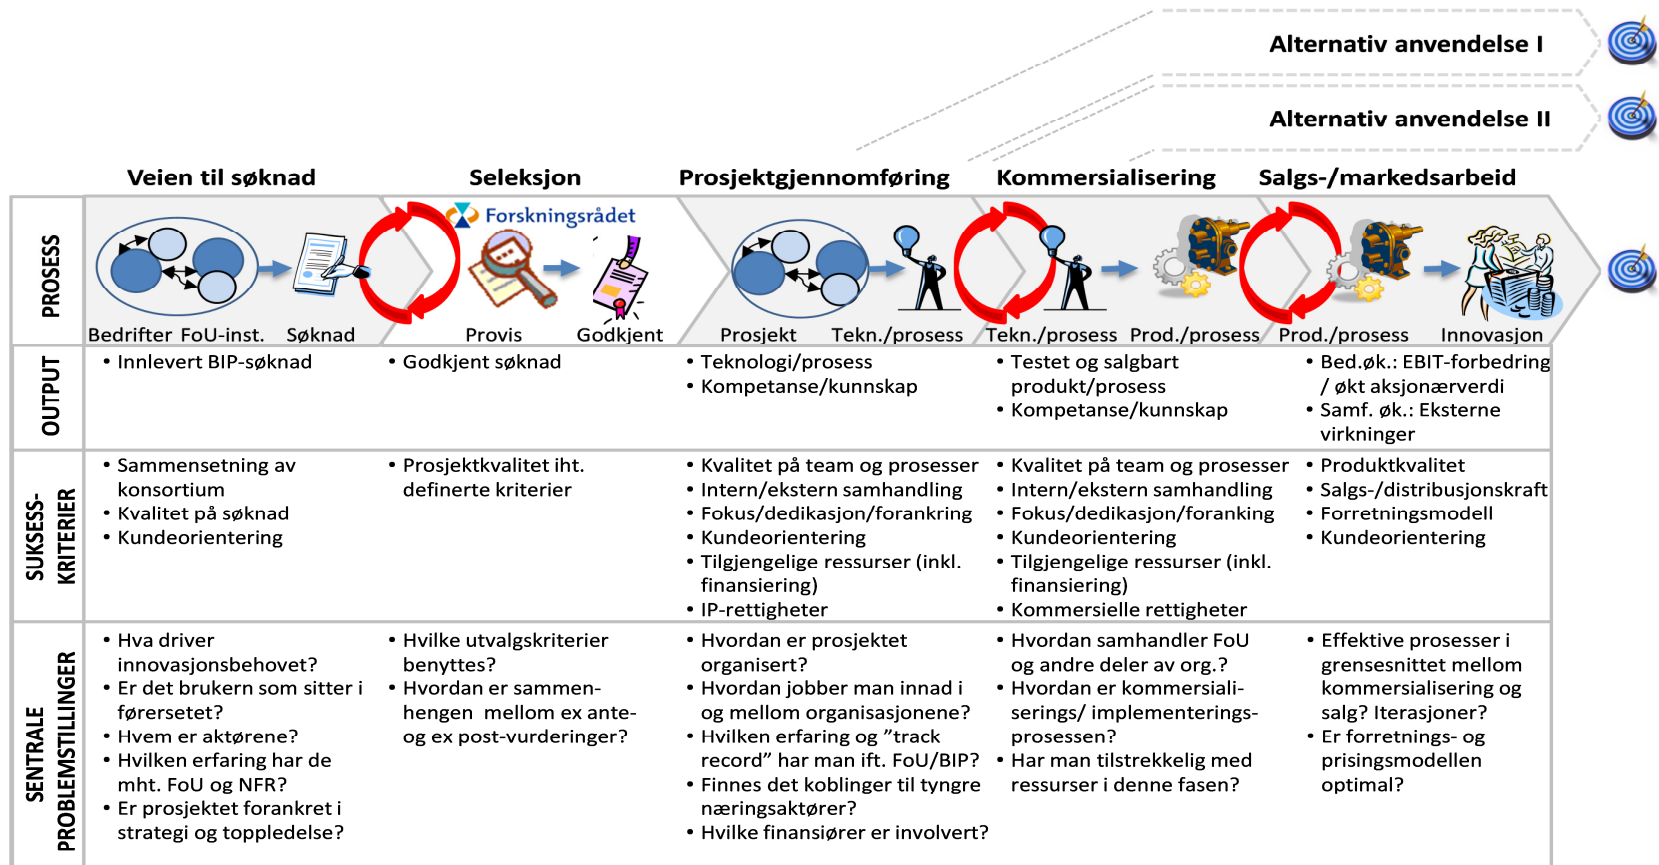 Alternativ anvendelse I
Alternativ anvendelse II
Veien til søknad
Seleksjon
Prosjektgjennomføring
Kommersialisering
Salgs-/markedsarbeid
PROSESS
Forskningsrådet
Bedrifter FoU-inst.
Søknad
Provis
Godkjent
Prosjekt
Tekn./prosess
Tekn./prosess
Prod./prosess
Prod./prosess
Innovasjon
OUTPUT
• Innlevert BIP-søknad
• Godkjent søknad
• Teknologi/prosess
• Kompetanse/kunnskap
• Testet og salgbart
produkt/prosess
• Kompetanse/kunnskap
• Bed.øk.: EBIT-forbedring
/ økt aksjonærverdi
• Samf. øk.: Eksterne
virkninger
SUKSESS-
KRITERIER
• Sammensetning av
konsortium
• Kvalitet på søknad
• Kundeorientering
• Prosjektkvalitet iht.
definerte kriterier
• Kvalitet på team og prosesser
• Intern/ekstern samhandling
• Fokus/dedikasjon/forankring
• Kundeorientering
• Tilgjengelige ressurser (inkl.
finansiering)
• IP-rettigheter
• Kvalitet på team og prosesser
• Intern/ekstern samhandling
• Fokus/dedikasjon/foranking
• Kundeorientering
• Tilgjengelige ressurser (inkl.
finansiering)
• Kommersielle rettigheter
• Produktkvalitet
• Salgs-/distribusjonskraft
• Forretningsmodell
• Kundeorientering
SENTRALE
PROBLEMSTILLINGER
• Hva driver
innovasjonsbehovet?
• Er det brukern som sitter i
førersetet?
• Hvem er aktørene?
• Hvilken erfaring har de
mht. FoU og NFR?
• Er prosjektet forankret i
strategi og toppledelse?
• Hvilke utvalgskriterier
benyttes?
• Hvordan er sammen-
hengen mellom ex ante-
og ex post-vurderinger?
• Hvordan er prosjektet
organisert?
• Hvordan jobber man innad i
og mellom organisasjonene?
• Hvilken erfaring og ”track
record” har man ift. FoU/BIP?
• Finnes det koblinger til tyngre
næringsaktører?
• Hvilke finansiører er involvert?
• Hvordan samhandler FoU
og andre deler av org.?
• Hvordan er kommersiali-
serings/ implementerings-
prosessen?
• Har man tilstrekkelig med
ressurser i denne fasen?
• Effektive prosesser i
grensesnittet mellom
kommersialisering og
salg? Iterasjoner?
• Er forretnings- og
prisingsmodellen
optimal?